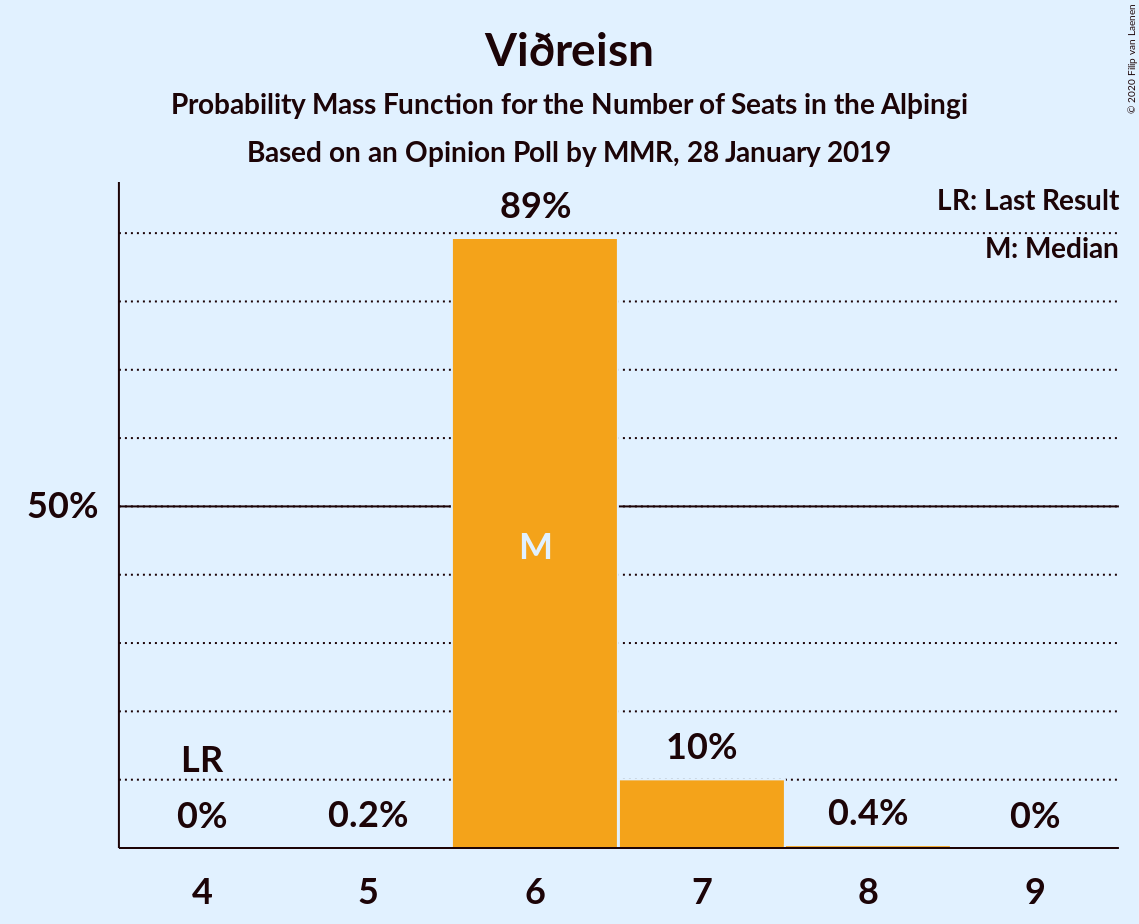 Viðreisn
Probability Mass Function for the Number of Seats in the Alþingi
Based on an Opinion Poll by MMR, 28 January 2019
© 2020 Filip van Laenen
LR: Last Result
M: Median
89%
50%
M
LR
10%
0%
0.2%
0.4%
0%
4 5 6 7 8 9